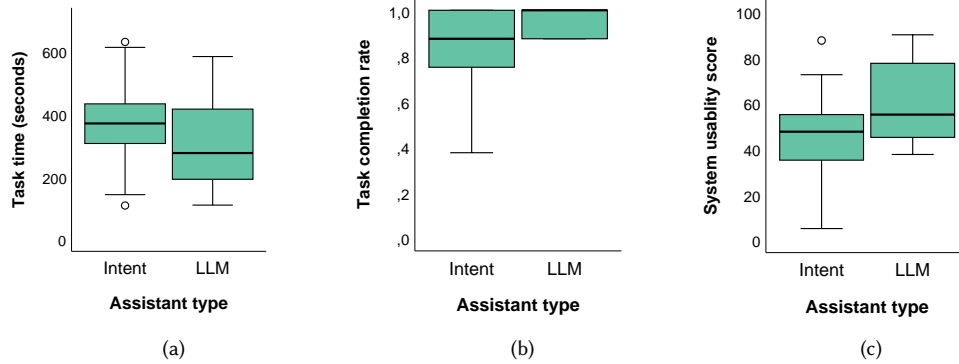 Task time (seconds)
600
400
200
0
Intent LLM
Assistant type
(a)
Task completion rate
1,0
,8
,6
,4
,2
,0
Intent LLM
Assistant type
(b)
System usablity score
100
80
60
40
20
0
Intent LLM
Assistant type
(c)